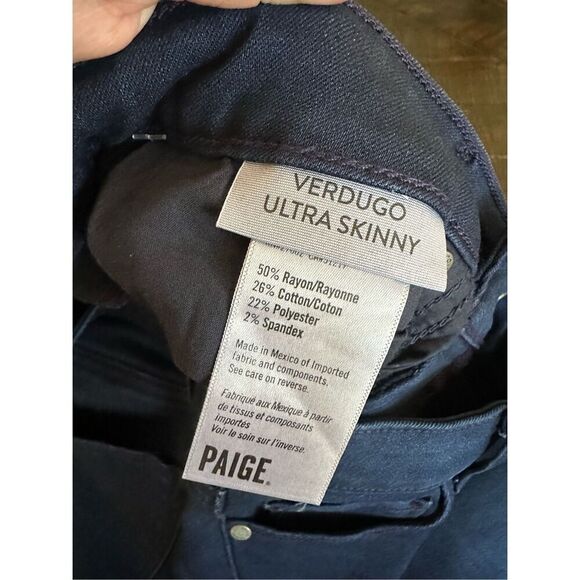 VERDUGO
ULTRA SKINNY
50% Rayon/Rayonne
26% Cotton/Coton
22% Polyester
2% Spandex
Made in Mexico of Imported
fabric and components.
See care on reverse.
Fabriqué aux Mexique à partir
de tissus et composants
importés
Voir le soin sur l'inverse.
PAIGE®